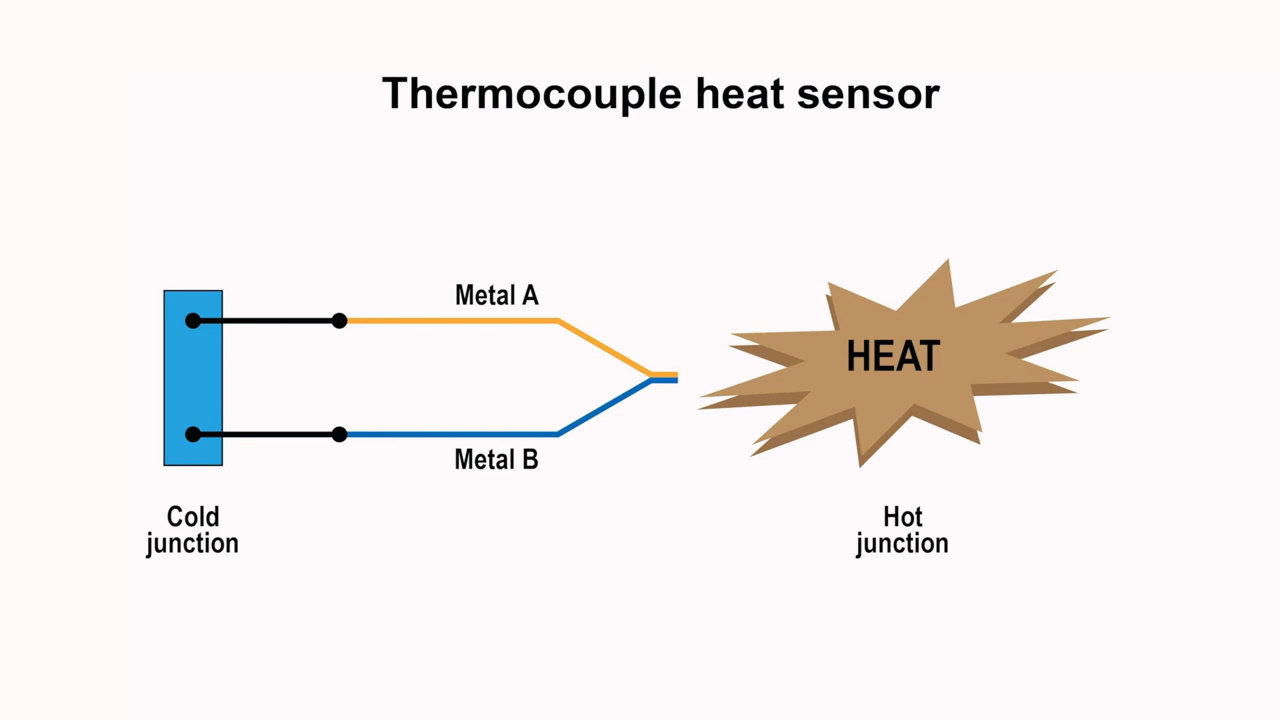 Thermocouple heat sensor
Metal A
HEAT
Metal B
Cold
junction
Hot
junction